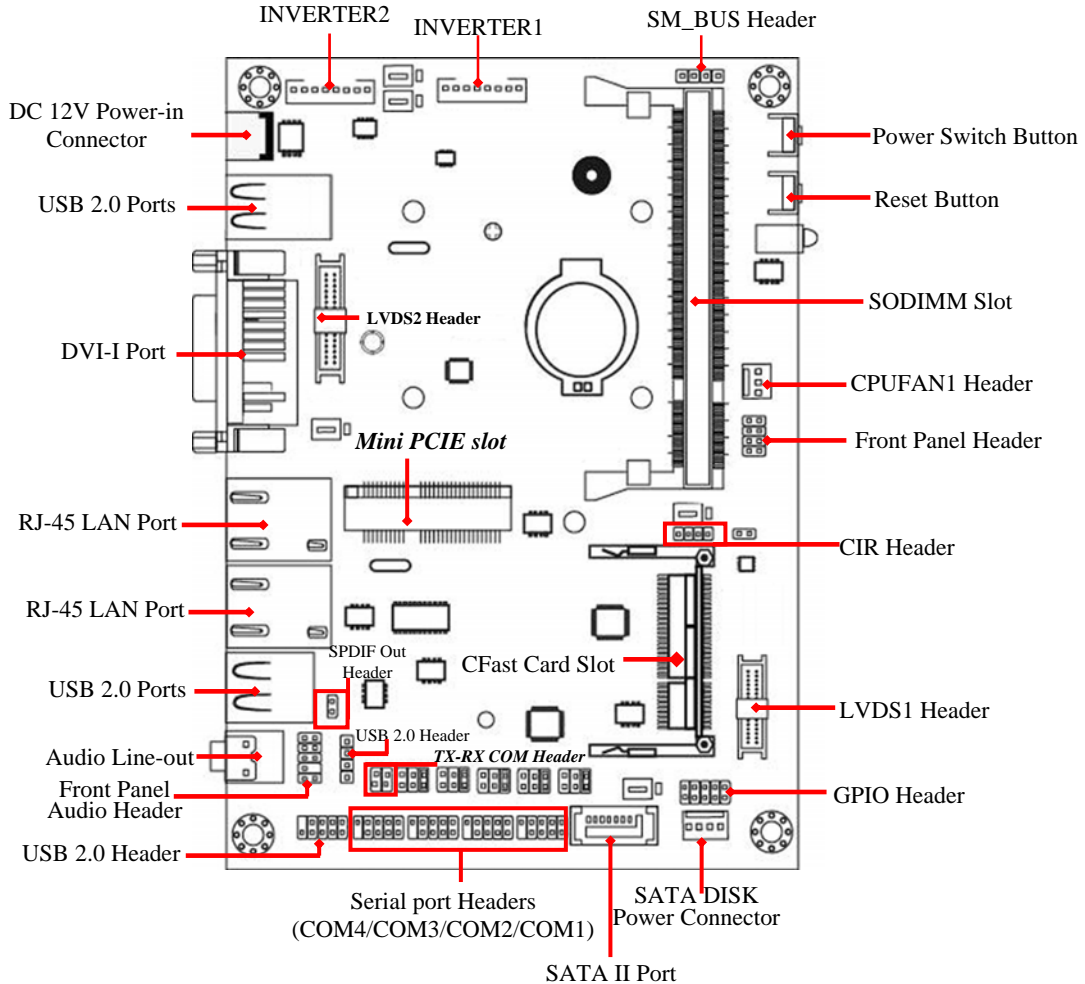 INVERTER2
INVERTER1
SM_BUS Header
DC 12V Power-in
Connector
Power Switch Button
USB 2.0 Ports
Reset Button
SODIMM Slot
LVDS2 Header
DVI-I Port
CPUFAN1 Header
Mini PCIE slot
Front Panel Header
RJ-45 LAN Port
CIR Header
RJ-45 LAN Port
SPDIF Out
Header
CFast Card Slot
USB 2.0 Ports
LVDS1 Header
USB 2.0 Header
Audio Line-out
TX-RX COM Header
Front Panel
Audio Header
GPIO Header
USB 2.0 Header
Serial port Headers
(COM4/COM3/COM2/COM1)
SATA DISK
Power Connector
SATA II Port